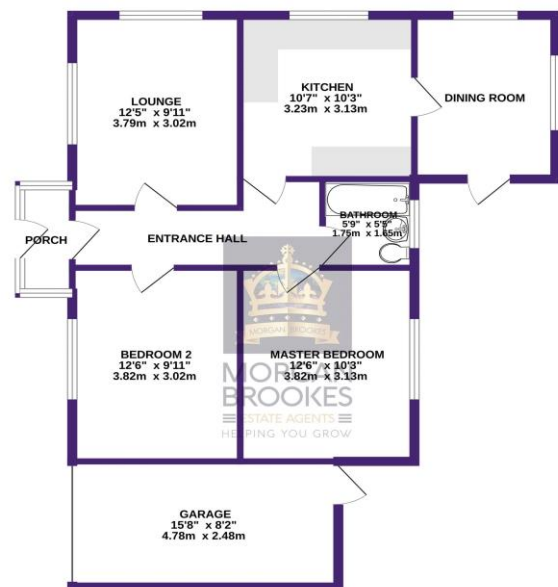 LOUNGE
12'5" x 9'11"
3.79m x 3.02m
KITCHEN
10'7" x 10'3"
3.23m x 3.13m
DINING ROOM
PORCH
ENTRANCE HALL
BATHROOM
5'9" x 5'5"
1.75m x 1.65m
MORGAN BROOKES
BEDROOM 2
12'6" x 9'11"
3.82m x 3.02m
MASTER BEDROOM
12'6" x 10'3"
3.82m x 3.13m
MORGAN
BROOKES
ESTATE AGENTS
HELPING YOU GROW
GARAGE
15'8" x 8'2"
4.78m x 2.48m